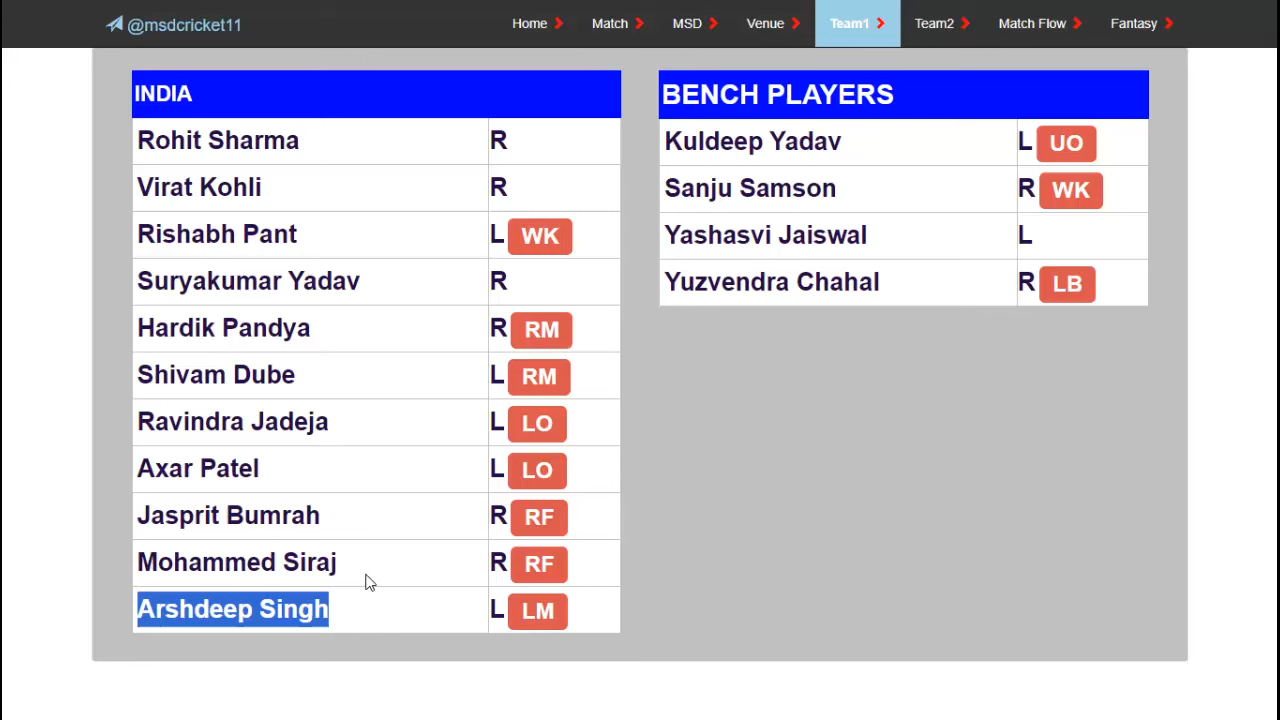 @msdcricket11 Home Match MSD Venue Team1 Team2 Match Flow Fantasy
INDIA
Rohit Sharma R
Virat Kohli R
Rishabh Pant L WK
Suryakumar Yadav R
Hardik Pandya R RM
Shivam Dube L RM
Ravindra Jadeja L LO
Axar Patel L LO
Jasprit Bumrah R RF
Mohammed Siraj R RF
Arshdeep Singh L LM
BENCH PLAYERS
Kuldeep Yadav L UO
Sanju Samson R WK
Yashasvi Jaiswal L
Yuzvendra Chahal R LB